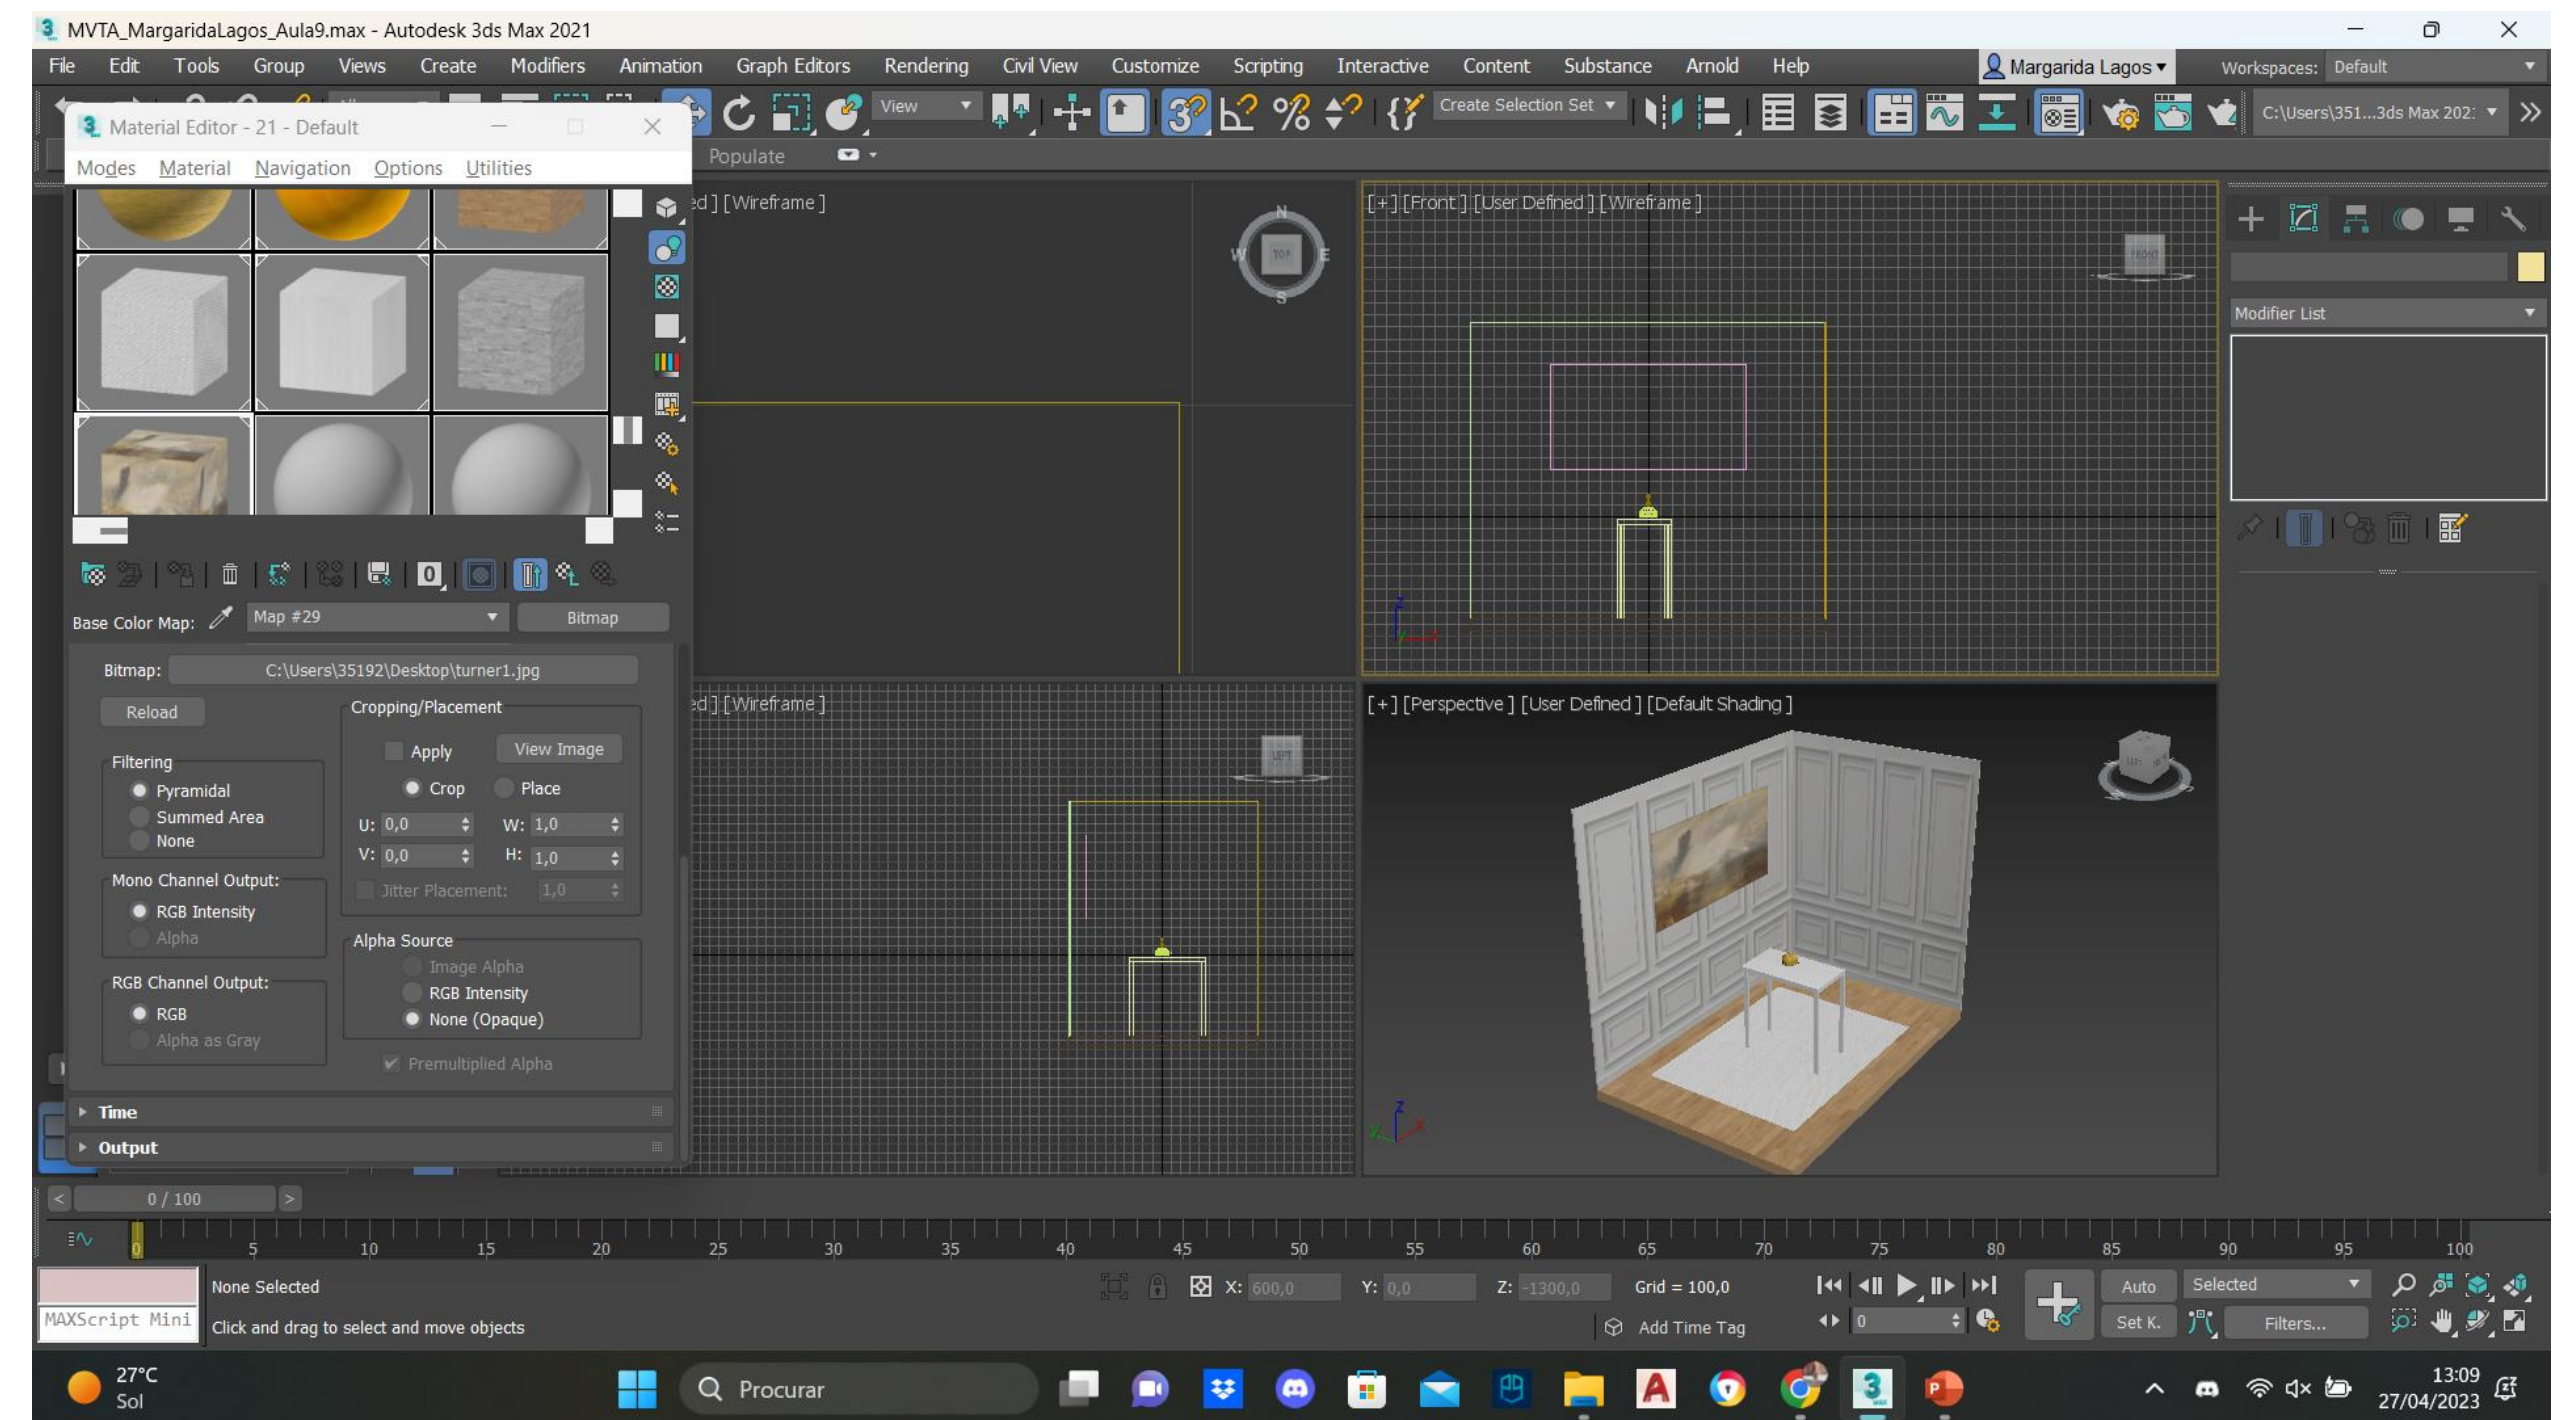 MVTA_MargaridaLagos_Aula9.max - Autodesk 3ds Max 2021
File Edit Tools Group Views Create Modifiers Animation Graph Editors Rendering Civil View Customize Scripting Interactive Content Substance Arnold Help Margarida Lagos Workspaces: Default
View Create Selection Set C:\Users\351...3ds Max 202
Material Editor - 21 - Default
Populate
Modes Material Navigation Options Utilities
[Wireframe]
[+] [Front] [User Defined] [Wireframe]
N
W TOP E
S
FRONT
Modifier List
0
Base Color Map: Map #29 Bitmap
Bitmap: C:\Users\35192\Desktop\turner1.jpg
Reload
Cropping/Placement
Apply View Image
Crop Place
U: 0,0 W: 1,0
V: 0,0 H: 1,0
Jitter Placement: 1,0
Filtering
Pyramidal
Summed Area
None
Mono Channel Output:
RGB Intensity
Alpha
RGB Channel Output:
RGB
Alpha as Gray
Alpha Source
Image Alpha
RGB Intensity
None (Opaque)
Premultiplied Alpha
Time
Output
[Wireframe]
LEFT
[+] [Perspective] [User Defined] [Default Shading]
z
x
y
0 / 100
0 5 10 15 20 25 30 35 40 45 50 55 60 65 70 75 80 85 90 95 100
None Selected X: 600,0 Y: 0,0 Z: -1300,0 Grid = 100,0 Auto Selected
MAXScript Mini Click and drag to select and move objects Add Time Tag 0 Set K. Filters...
27°C
Sol
Procurar
13:09
27/04/2023